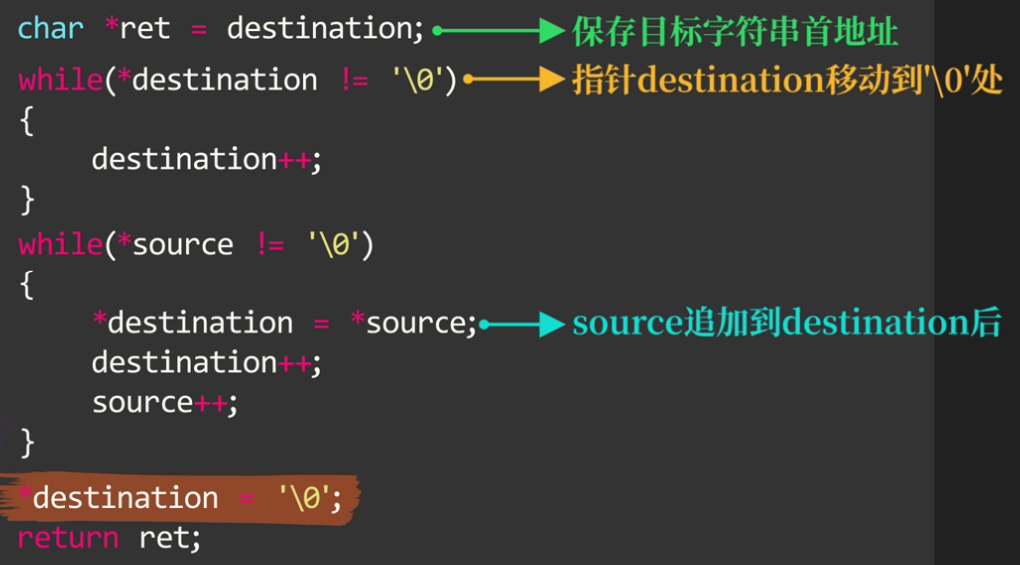 char *ret = destination; 保存目标字符串首地址
while(*destination != '\0') 指针destination移动到'\0'处
{
destination++;
}
while(*source != '\0')
{
*destination = *source; source追加到destination后
destination++;
source++;
}
*destination = '\0';
return ret;